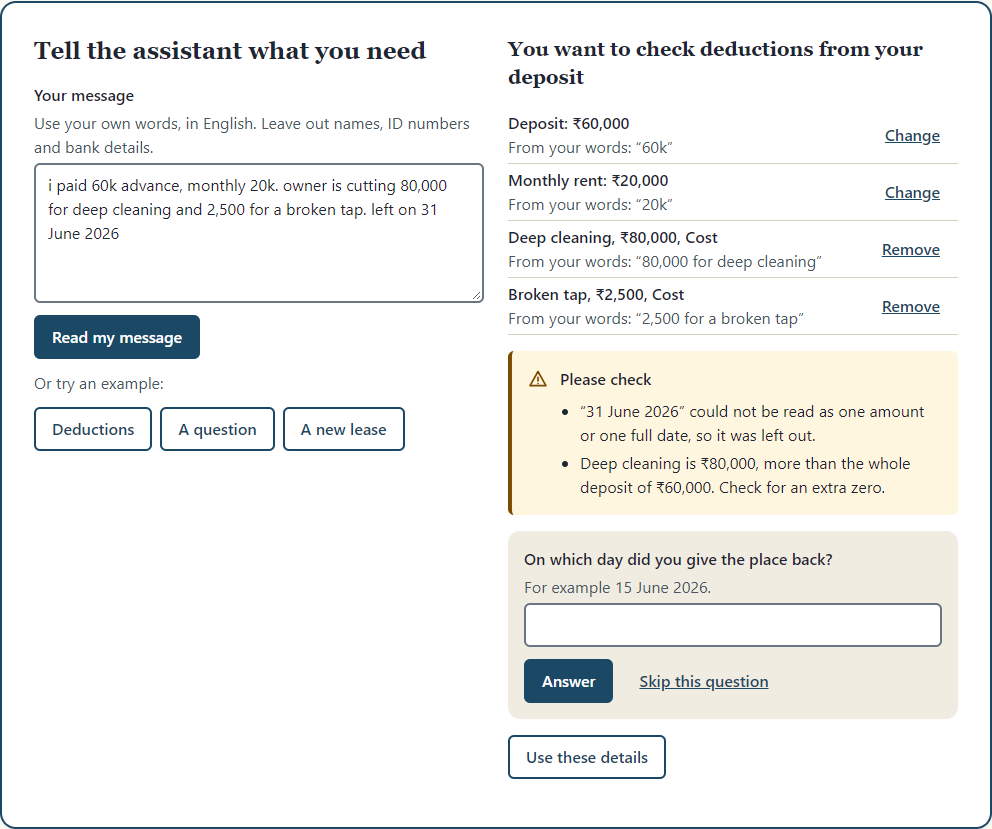 Tell the assistant what you need
Your message
Use your own words, in English. Leave out names, ID numbers
and bank details.
i paid 60k advance, monthly 20k. owner is cutting 80,000
for deep cleaning and 2,500 for a broken tap. left on 31
June 2026
Read my message
Or try an example:
Deductions
A question
A new lease
You want to check deductions from your
deposit
Deposit: ₹60,000
From your words: “60k”
Change
Monthly rent: ₹20,000
From your words: “20k”
Change
Deep cleaning, ₹80,000, Cost
From your words: “80,000 for deep cleaning”
Remove
Broken tap, ₹2,500, Cost
From your words: “2,500 for a broken tap”
Remove
Please check
• “31 June 2026” could not be read as one amount
or one full date, so it was left out.
• Deep cleaning is ₹80,000, more than the whole
deposit of ₹60,000. Check for an extra zero.
On which day did you give the place back?
For example 15 June 2026.
Answer
Skip this question
Use these details